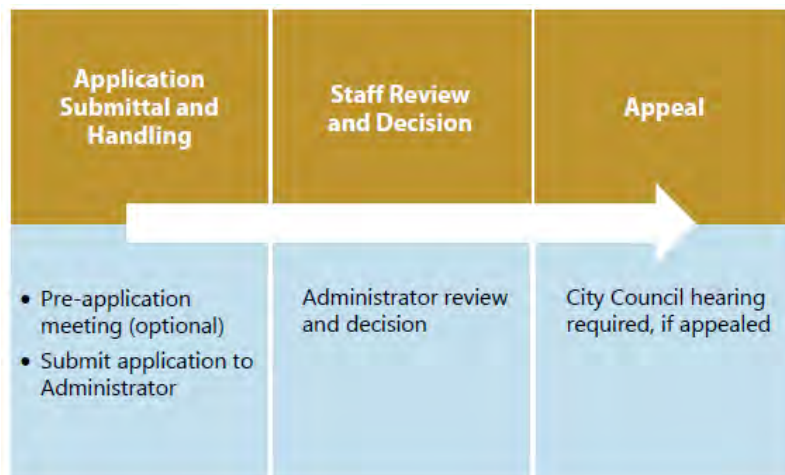 Application
Submittal and
Handling
Staff Review
and Decision
Appeal
• Pre-application
meeting (optional)
• Submit application to
Administrator
Administrator review
and decision
City Council hearing
required, if appealed